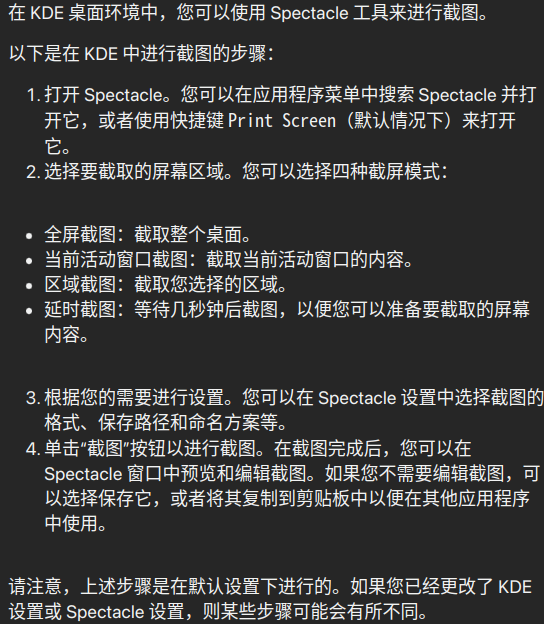 在 KDE 桌面环境中，您可以使用 Spectacle 工具来进行截图。
以下是在 KDE 中进行截图的步骤：
1. 打开 Spectacle。您可以在应用程序菜单中搜索 Spectacle 并打
开它，或者使用快捷键 Print Screen（默认情况下）来打开
它。
2. 选择要截取的屏幕区域。您可以选择四种截屏模式：
• 全屏截图：截取整个桌面。
• 当前活动窗口截图：截取当前活动窗口的内容。
• 区域截图：截取您选择的区域。
• 延时截图：等待几秒钟后截图，以便您可以准备要截取的屏幕
内容。
3. 根据您的需要进行设置。您可以在 Spectacle 设置中选择截图的
格式、保存路径和命名方案等。
4. 单击“截图”按钮以进行截图。在截图完成后，您可以在
Spectacle 窗口中预览和编辑截图。如果您不需要编辑截图，可
以选择保存它，或者将其复制到剪贴板中以便在其他应用程序
中使用。
请注意，上述步骤是在默认设置下进行的。如果您已经更改了 KDE
设置或 Spectacle 设置，则某些步骤可能会有所不同。